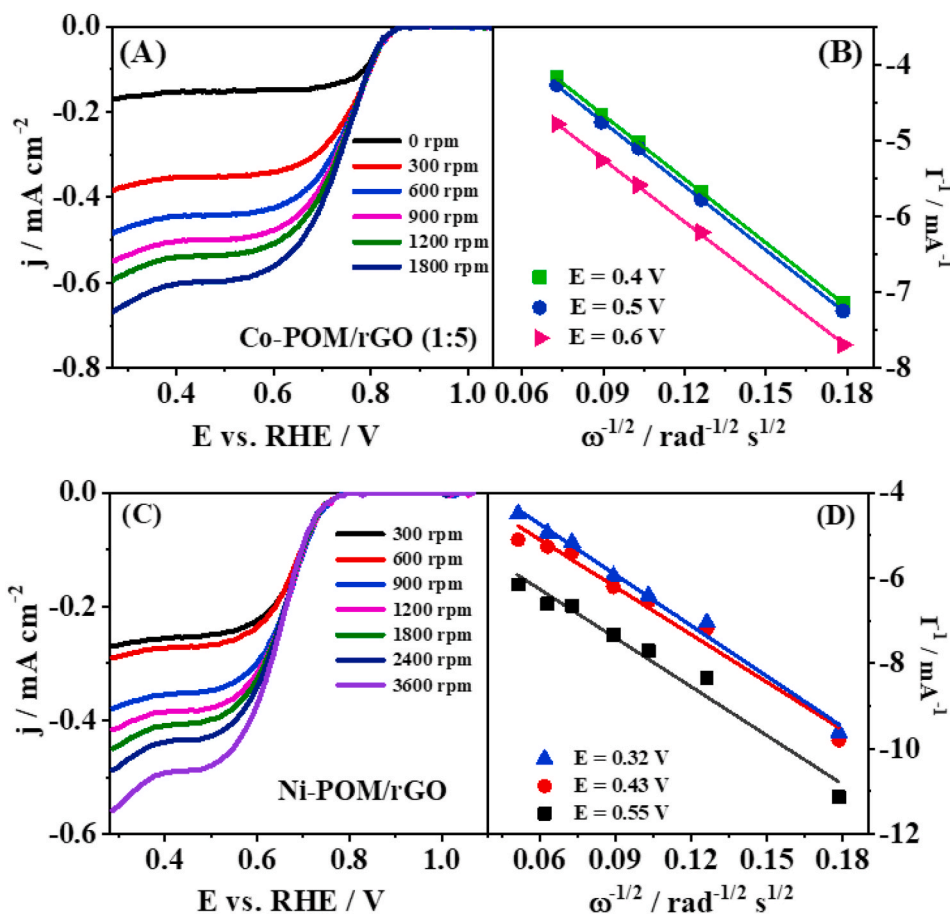 (A)
0.0
-0.2
-0.4
-0.6
-0.8
j / mA cm⁻²
0 rpm
300 rpm
600 rpm
900 rpm
1200 rpm
1800 rpm
Co-POM/rGO (1:5)
0.4
0.6
0.8
1.0
E vs. RHE / V
(B)
-4
-5
-6
-7
-8
I⁻¹ / mA⁻¹
E = 0.4 V
E = 0.5 V
E = 0.6 V
0.06
0.09
0.12
0.15
0.18
ω⁻¹/² / rad⁻¹/² s¹/²
(C)
0.0
-0.2
-0.4
-0.6
j / mA cm⁻²
300 rpm
600 rpm
900 rpm
1200 rpm
1800 rpm
2400 rpm
3600 rpm
Ni-POM/rGO
0.4
0.6
0.8
1.0
E vs. RHE / V
(D)
-4
-6
-8
-10
-12
I⁻¹ / mA⁻¹
E = 0.32 V
E = 0.43 V
E = 0.55 V
0.06
0.09
0.12
0.15
0.18
ω⁻¹/² / rad⁻¹/² s¹/²